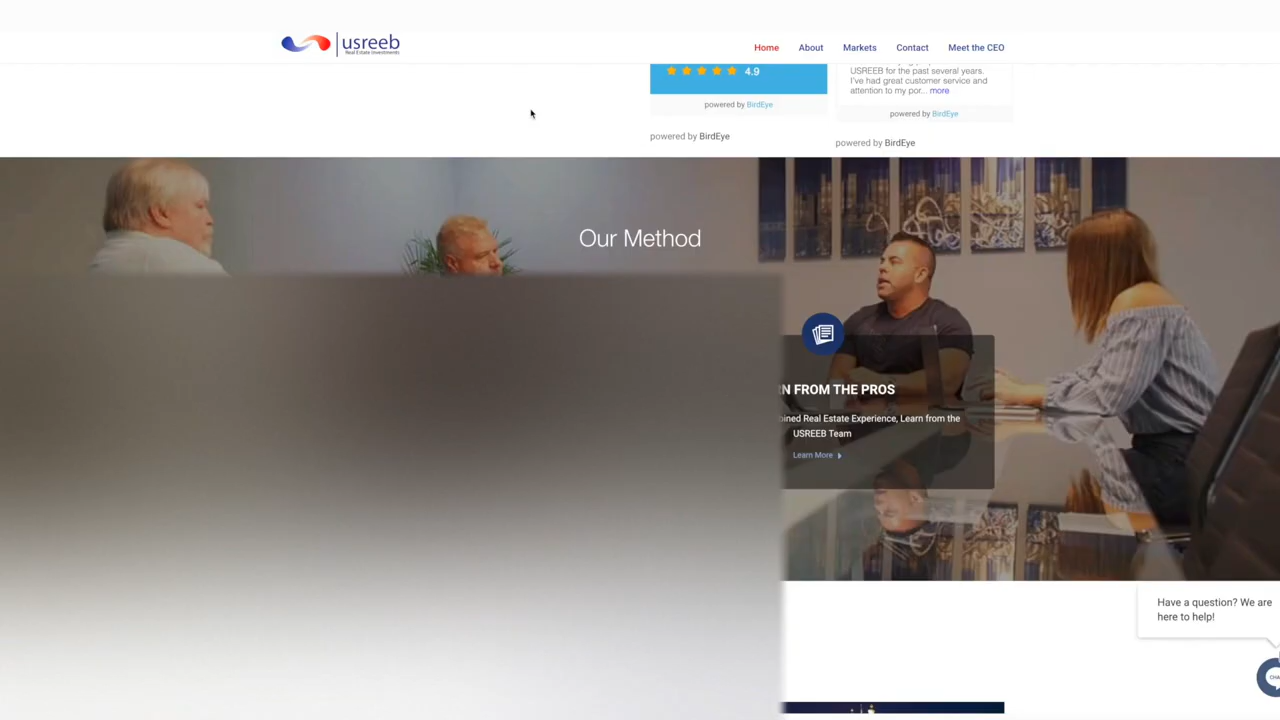 usreeb
Real Estate Investments
Home
About
Markets
Contact
Meet the CEO
4.9
powered by BirdEye
powered by BirdEye
USREEB for the past several years.
I've had great customer service and
attention to my por... more
powered by BirdEye
powered by BirdEye
Our Method
N FROM THE PROS
Real Estate Experience, Learn from the
USREEB Team
Learn More
Have a question? We are
here to help!